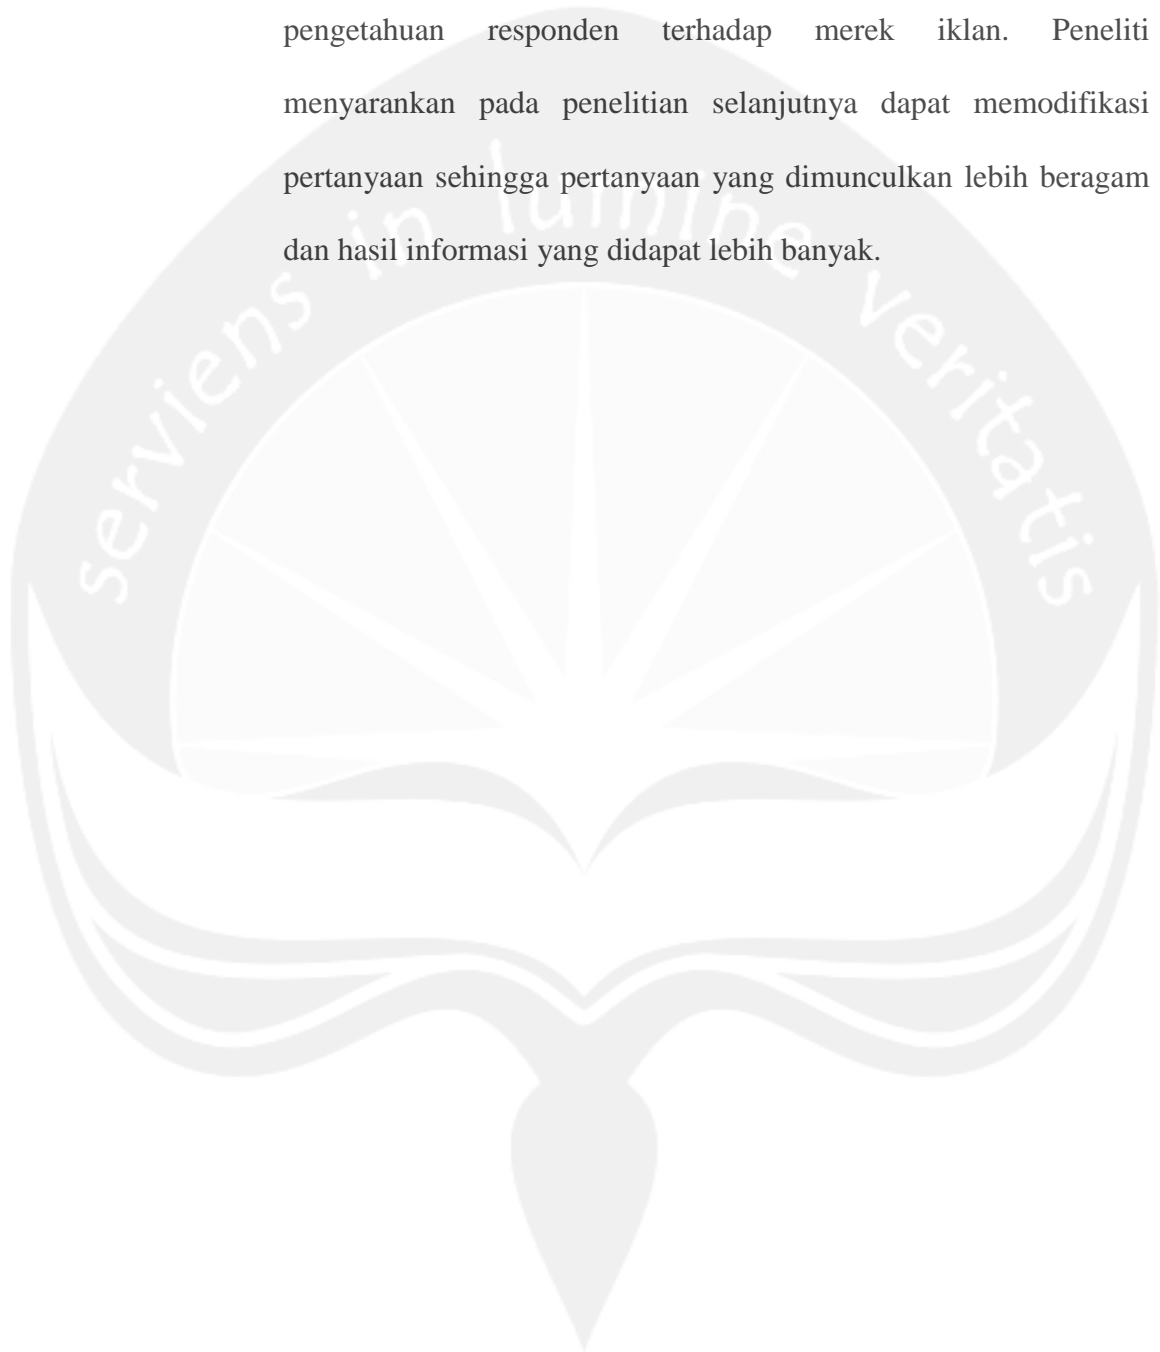 pengetahuan responden terhadap merek iklan. Peneliti
menyarankan pada penelitian selanjutnya dapat memodifikasi
pertanyaan sehingga pertanyaan yang dimunculkan lebih beragam
dan hasil informasi yang didapat lebih banyak.
serviens in lumine veritatis